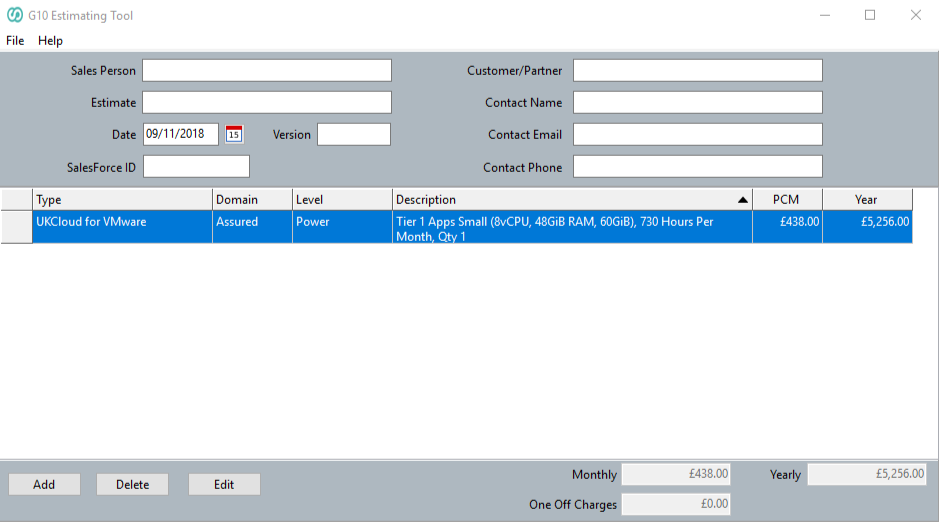 G10 Estimating Tool
File Help
Sales Person
Customer/Partner
Estimate
Contact Name
Date 09/11/2018 15 Version
Contact Email
SalesForce ID
Contact Phone
Type Domain Level Description PCM Year
UKCloud for VMware Assured Power Tier 1 Apps Small (8vCPU, 48GiB RAM, 60GiB), 730 Hours Per £438.00 £5,256.00
Month, Qty 1
Add Delete Edit
Monthly £438.00 Yearly £5,256.00
One Off Charges £0.00